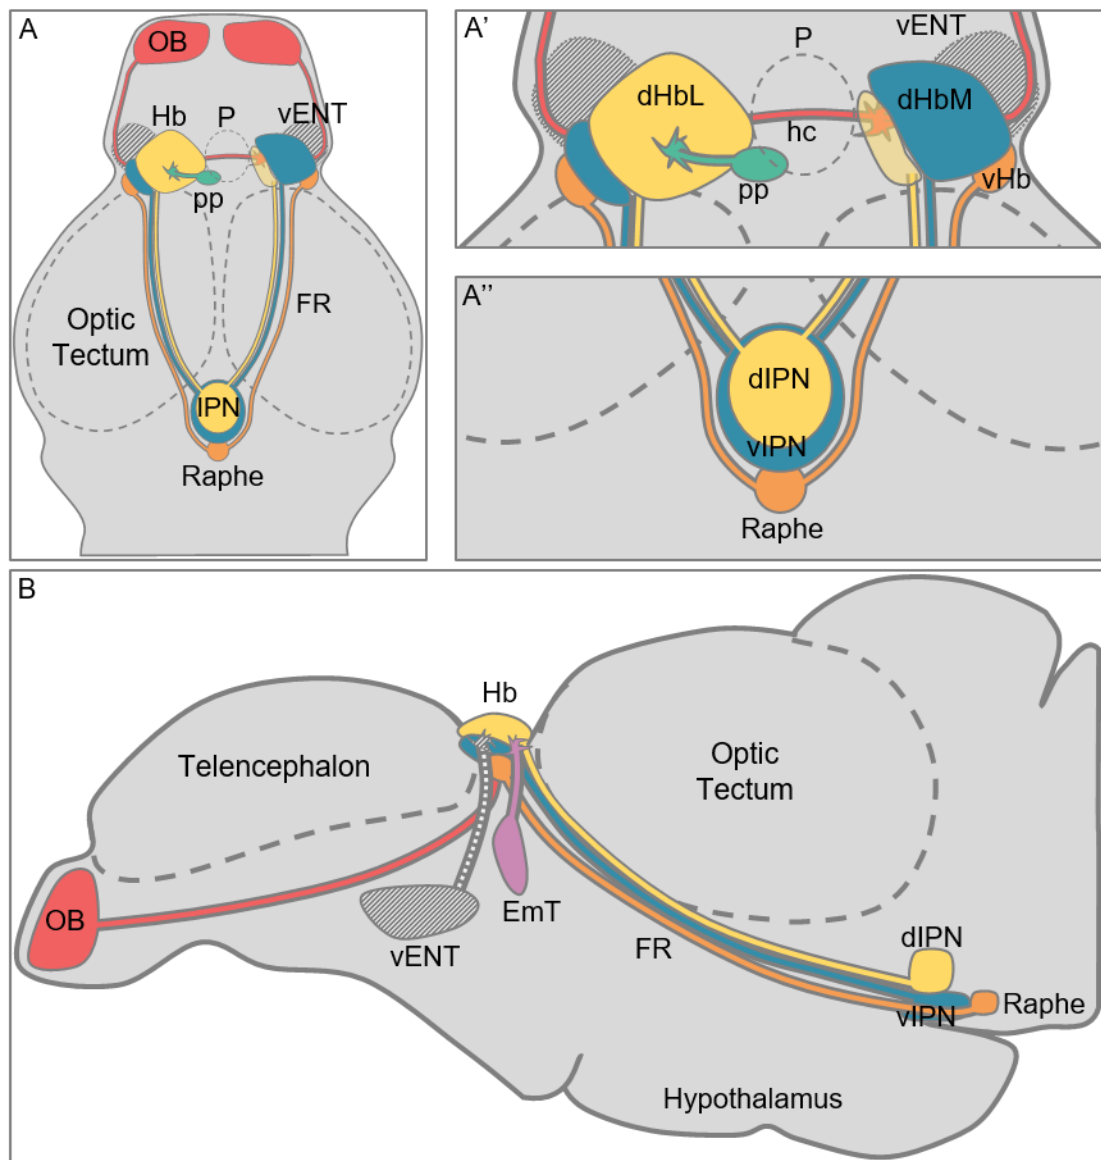 A
OB
Hb
P
vENT
pp
FR
Optic
Tectum
IPN
Raphe
A'
P
vENT
dHbL
dHbM
hc
pp
vHb
A''
dIPN
vIPN
Raphe
B
Hb
Telencephalon
Optic
Tectum
OB
EmT
vENT
FR
dIPN
vIPN
Raphe
Hypothalamus